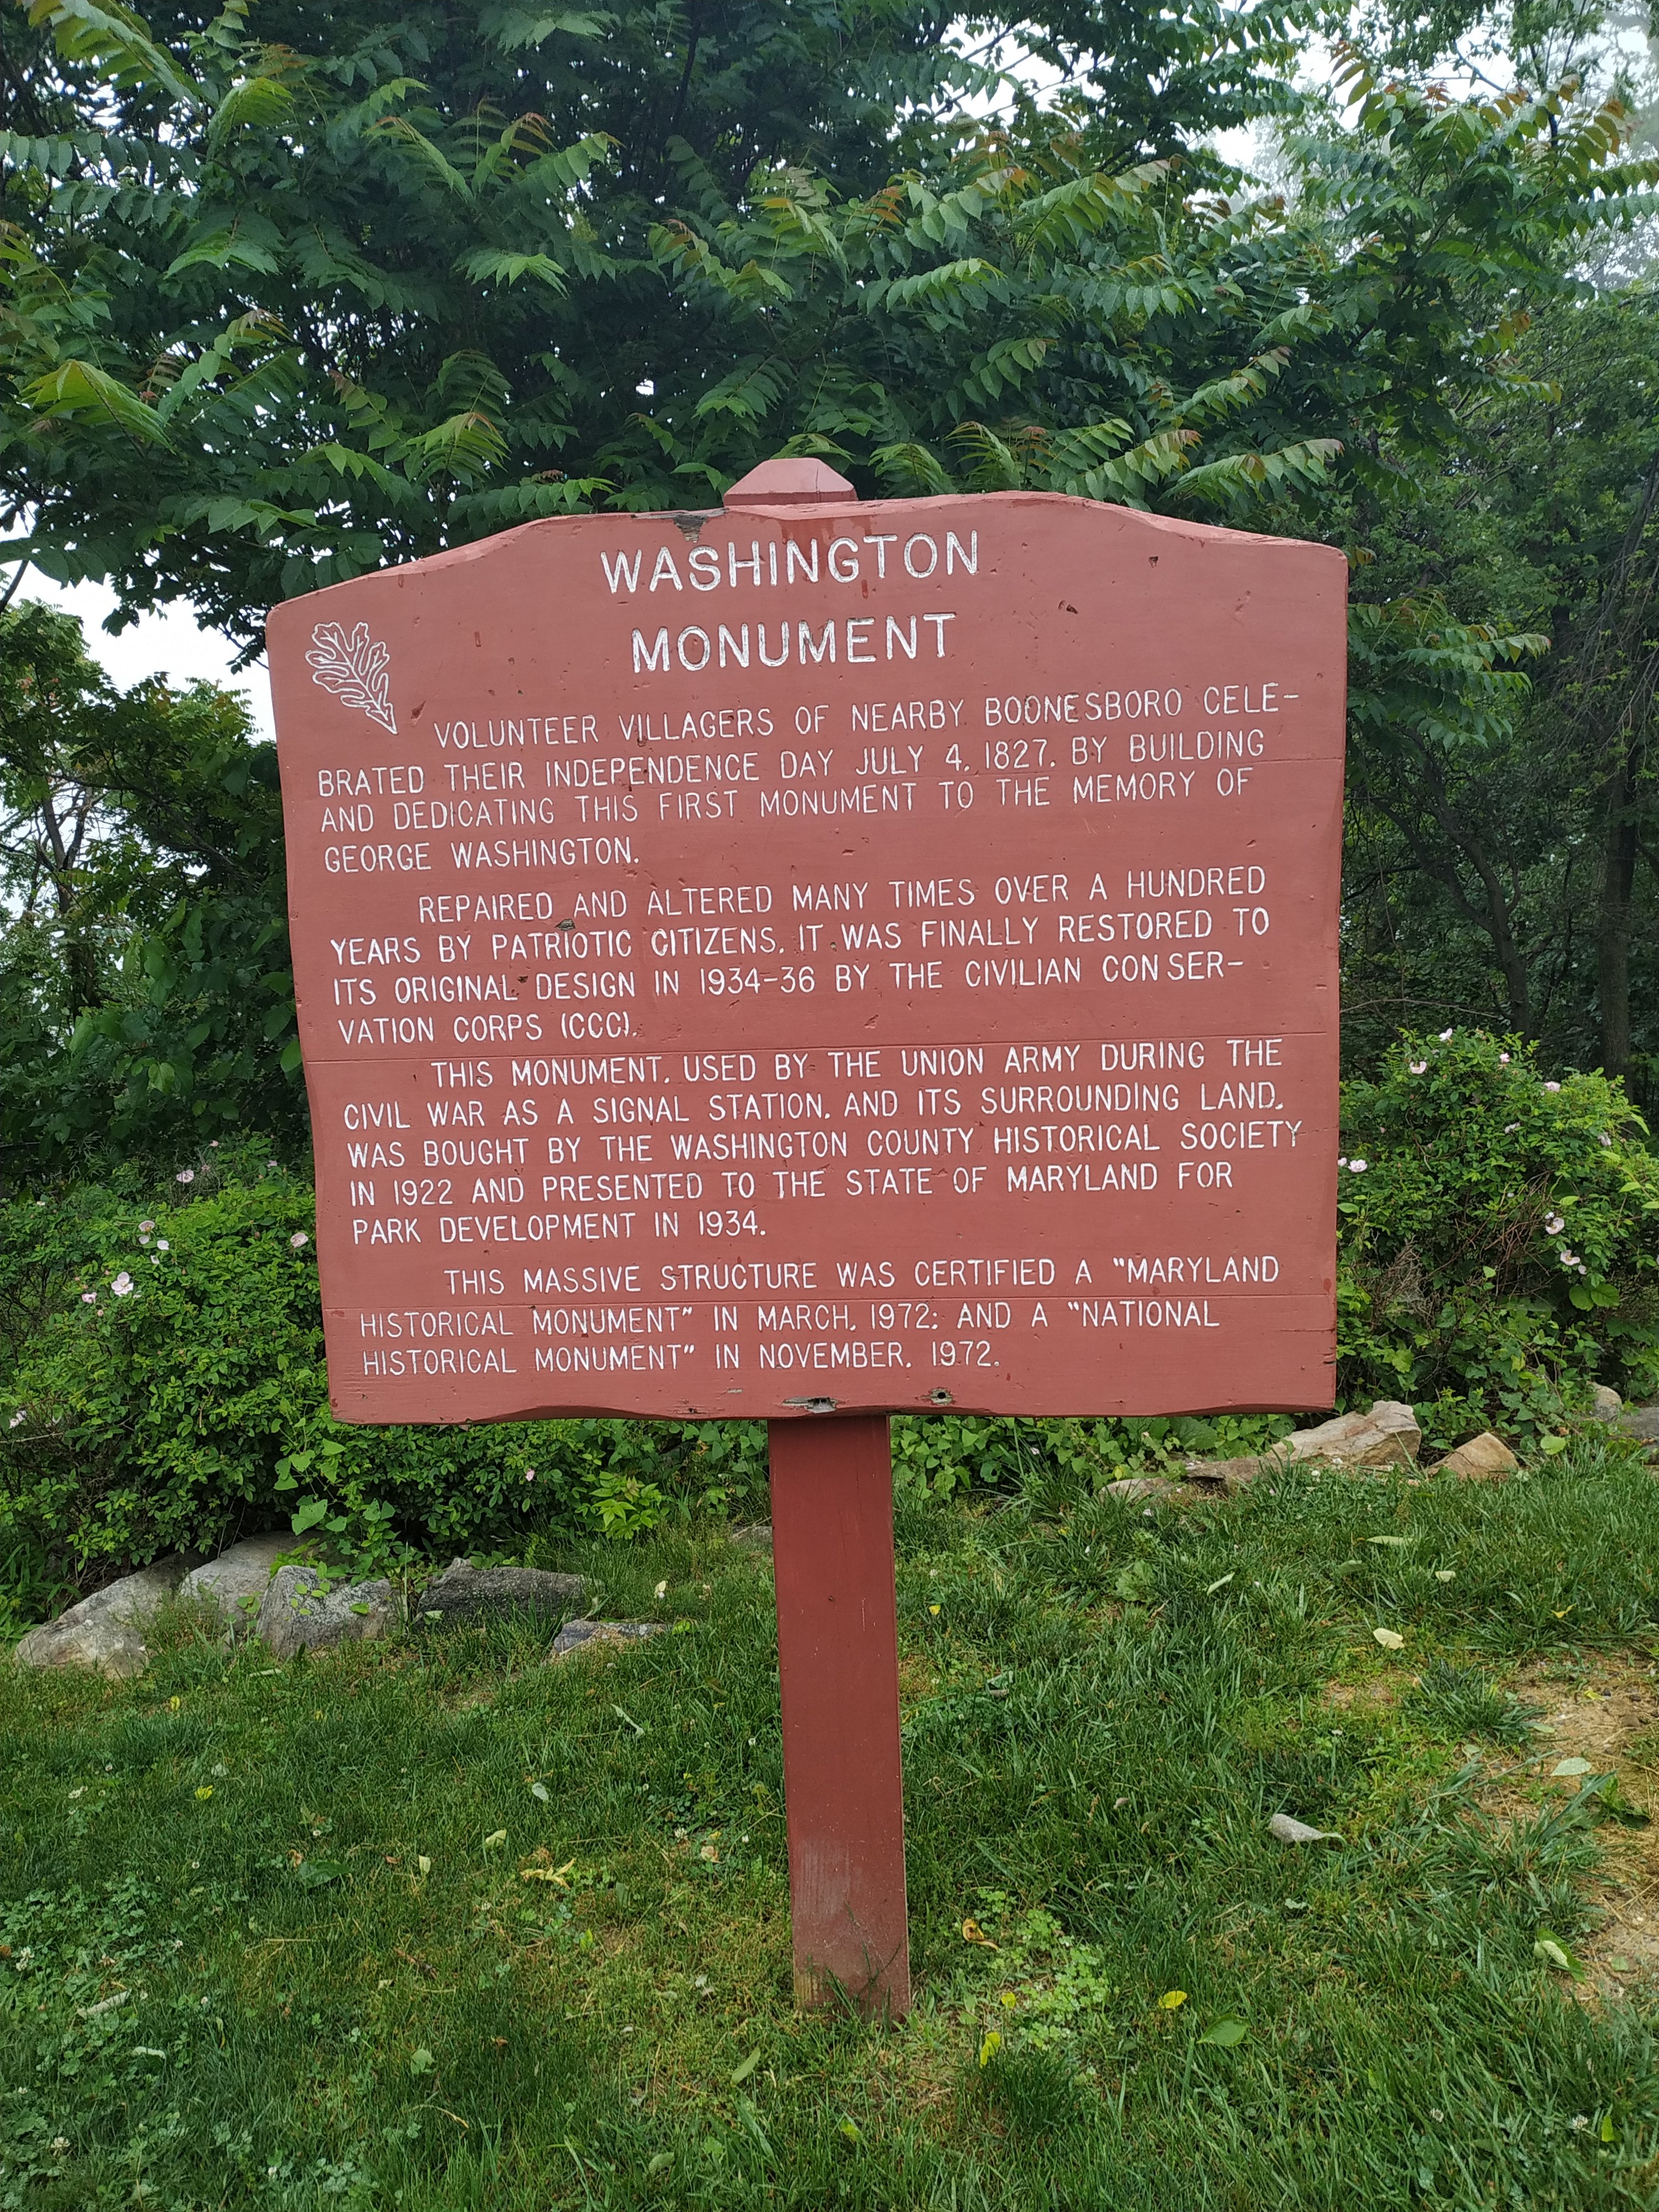 WASHINGTON
MONUMENT
VOLUNTEER VILLAGERS OF NEARBY BOONESBORO CELE-
BRATED THEIR INDEPENDENCE DAY JULY 4, 1827, BY BUILDING
AND DEDICATING THIS FIRST MONUMENT TO THE MEMORY OF
GEORGE WASHINGTON.
REPAIRED AND ALTERED MANY TIMES OVER A HUNDRED
YEARS BY PATRIOTIC CITIZENS, IT WAS FINALLY RESTORED TO
ITS ORIGINAL DESIGN IN 1934-36 BY THE CIVILIAN CONSER-
VATION CORPS (CCC).
THIS MONUMENT, USED BY THE UNION ARMY DURING THE
CIVIL WAR AS A SIGNAL STATION, AND ITS SURROUNDING LAND,
WAS BOUGHT BY THE WASHINGTON COUNTY HISTORICAL SOCIETY
IN 1922 AND PRESENTED TO THE STATE OF MARYLAND FOR
PARK DEVELOPMENT IN 1934.
THIS MASSIVE STRUCTURE WAS CERTIFIED A "MARYLAND
HISTORICAL MONUMENT" IN MARCH, 1972; AND A "NATIONAL
HISTORICAL MONUMENT" IN NOVEMBER, 1972.